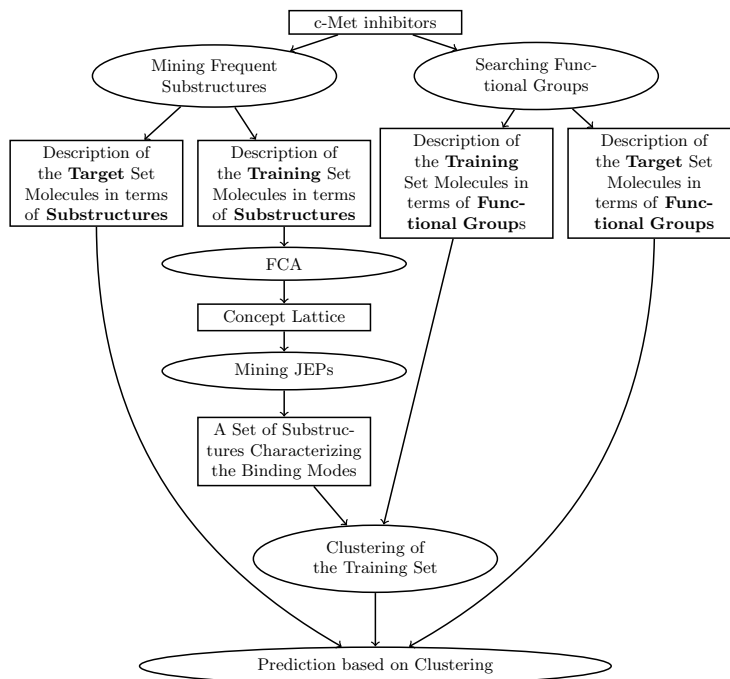 c-Met inhibitors
Mining Frequent
Substructures
Searching Func-
tional Groups
Description of
the Target Set
Molecules in terms
of Substructures
Description of
the Training Set
Molecules in terms
of Substructures
Description of
the Training
Set Molecules in
terms of Func-
tional Groups
Description of
the Target Set
Molecules in
terms of Func-
tional Groups
FCA
Concept Lattice
Mining JEPs
A Set of Substruc-
tures Characterizing
the Binding Modes
Clustering of
the Training Set
Prediction based on Clustering